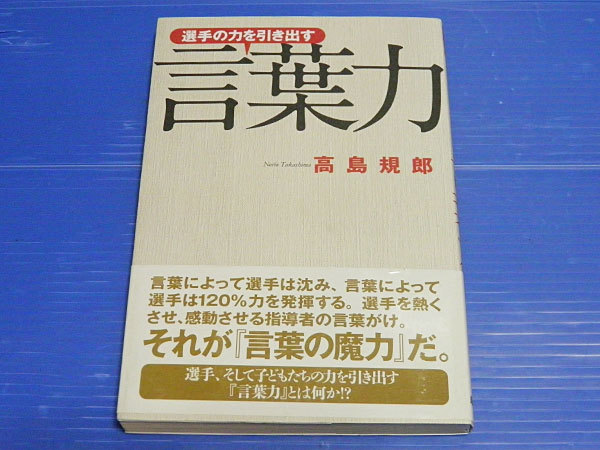 選手の力を引き出す
言葉力
Norio Takashima 高島規郎
言葉によって選手は沈み、言葉によって
選手は120%力を発揮する。選手を熱く
させ、感動させる指導者の言葉がけ。
それが『言葉の魔力』だ。
選手、そして子どもたちの力を引き出す
『言葉力』とは何か!?